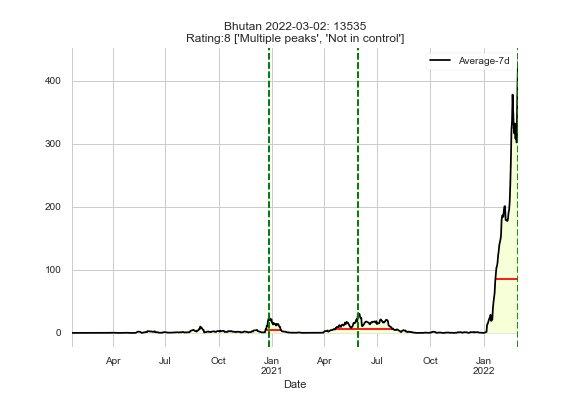 Bhutan 2022-03-02: 13535
Rating:8 ['Multiple peaks', 'Not in control']
Average-7d
400
300
200
100
0
Apr Jul Oct Jan Apr Jul Oct Jan
2021 2022
Date